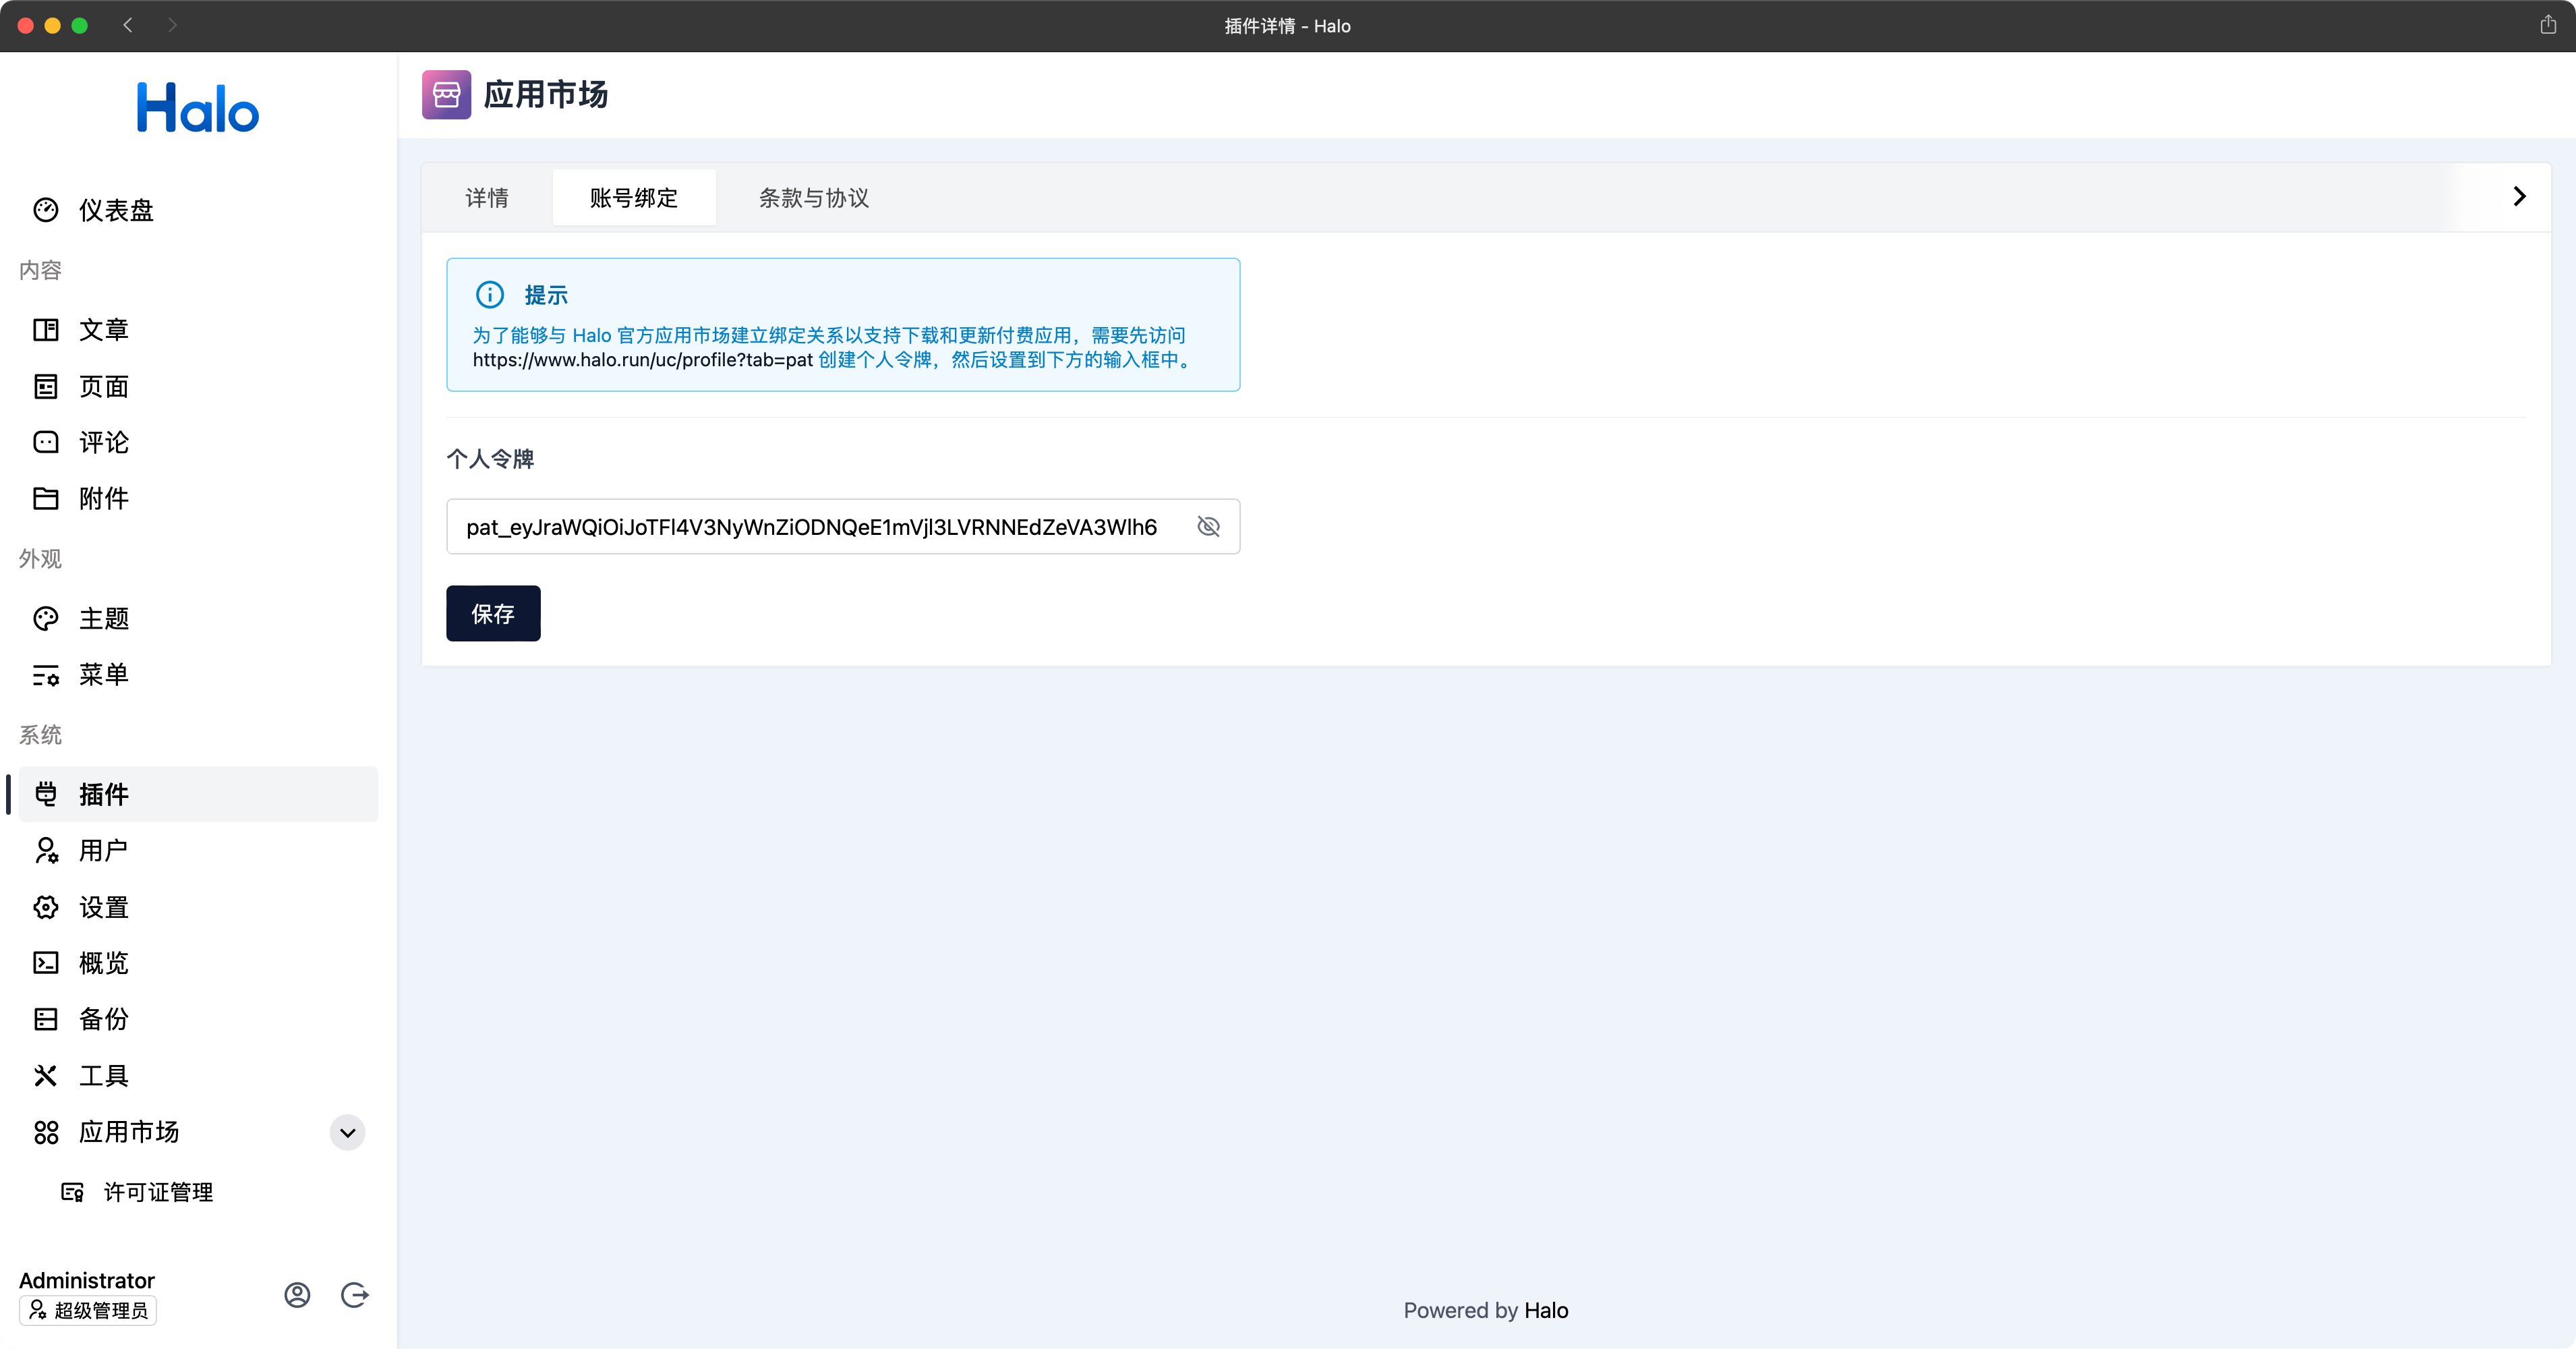 插件详情 - Halo
Halo
仪表盘
内容
文章
页面
评论
附件
外观
主题
菜单
系统
插件
用户
设置
概览
备份
工具
应用市场
许可证管理
Administrator
超级管理员
应用市场
详情
账号绑定
条款与协议
提示
为了能够与 Halo 官方应用市场建立绑定关系以支持下载和更新付费应用，需要先访问
https://www.halo.run/uc/profile?tab=pat 创建个人令牌，然后设置到下方的输入框中。
个人令牌
pat_eyJraWQiOiJoTFl4V3NyWnZiODNQeE1mVjl3LVRNNEdZeVA3Wlh6
保存
Powered by Halo